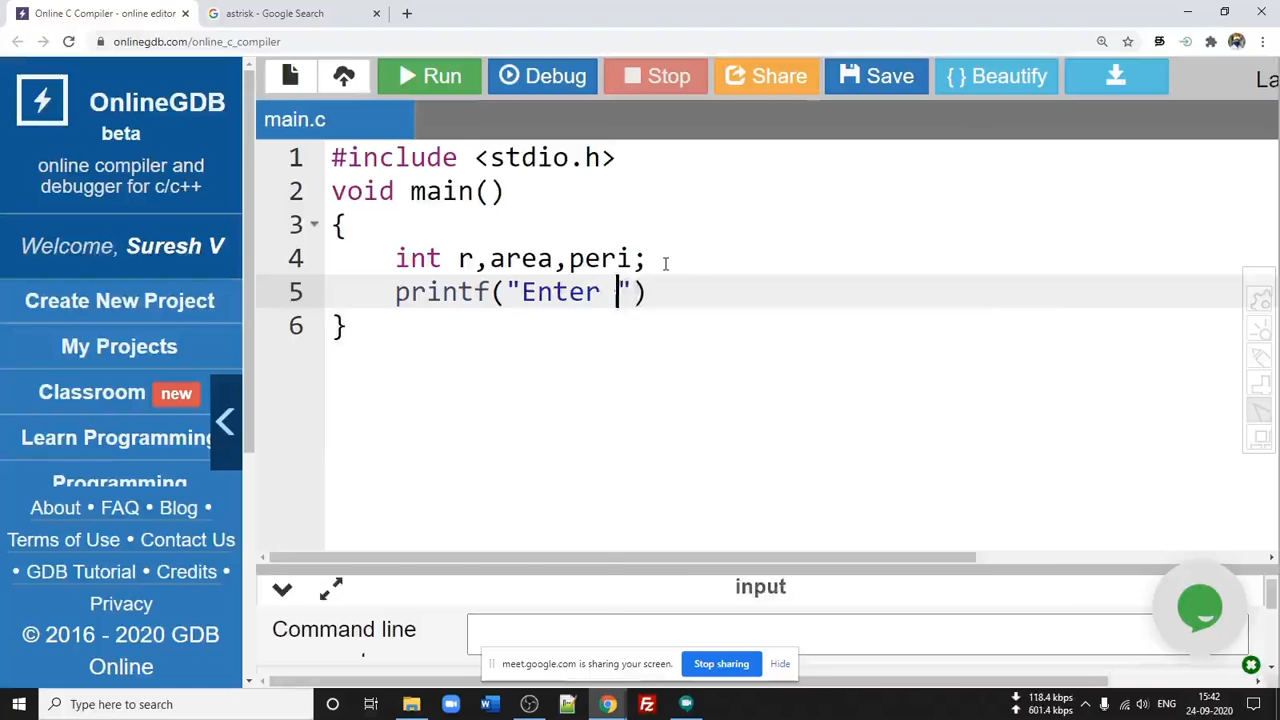 Online C Compiler - online editor
astrisk - Google Search
onlinegdb.com/online_c_compiler
OnlineGDB
beta
online compiler and
debugger for c/c++
Welcome, Suresh V
Create New Project
My Projects
Classroom new
Learn Programming
Programming
About • FAQ • Blog •
Terms of Use • Contact Us
• GDB Tutorial • Credits •
Privacy
© 2016 - 2020 GDB
Online
Run
Debug
Stop
Share
Save
{ } Beautify
La
main.c
1 #include <stdio.h>
2 void main()
3 {
4 int r,area,peri;
5 printf("Enter ")
6 }
input
Command line
meet.google.com is sharing your screen. Stop sharing Hide
Type here to search
118.4 kbps
601.4 kbps
ENG
15:42
24-09-2020